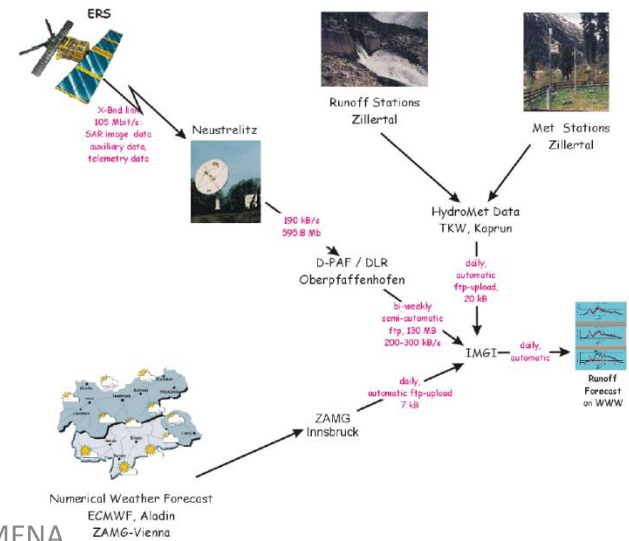 ERS
X-Bnd link
105 Mbit/s:
SAR image data
auxiliary data,
telemetry data
Neustrelitz
190 kB/s
595.8 Mb
D-PAF / DLR
Oberpfaffenhofen
bi-weekly
semi-automatic
ftp, 130 MB
200-300 kB/s
Runoff Stations
Zillertal
Met Stations
Zillertal
HydroMet Data
TKW, Kaprun
daily,
automatic
ftp-upload,
20 kB
IMGI
daily,
automatic
Runoff
Forecast
on WWW
daily,
automatic ftp-upload
7 kB
ZAMG
Innsbruck
Numerical Weather Forecast
ECMWF, Aladin
ZAMG-Vienna
MENA